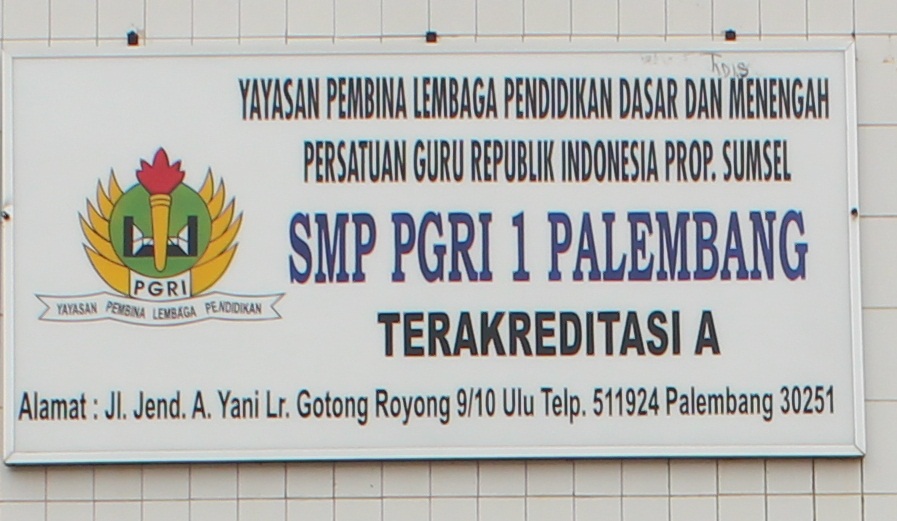 YAYASAN PEMBINA LEMBAGA PENDIDIKAN DASAR DAN MENENGAH
PERSATUAN GURU REPUBLIK INDONESIA PROP. SUMSEL
SMP PGRI 1 PALEMBANG
TERAKREDITASI A
PGRI
YAYASAN PEMBINA LEMBAGA PENDIDIKAN
Alamat : Jl. Jend. A. Yani Lr. Gotong Royong 9/10 Ulu Telp. 511924 Palembang 30251